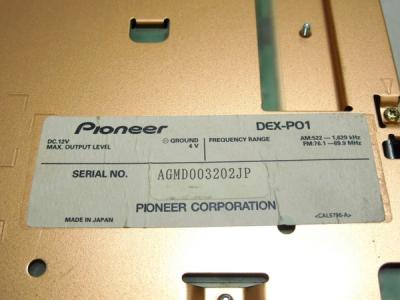 Pioneer DEX-P01
DC.12V ⊖ GROUND FREQUENCY RANGE AM:522 — 1,629 kHz
MAX. OUTPUT LEVEL 4 V FM:76.1 —89.9 MHz
SERIAL NO. AGMD003202JP
PIONEER CORPORATION
MADE IN JAPAN <CAL5796-A>